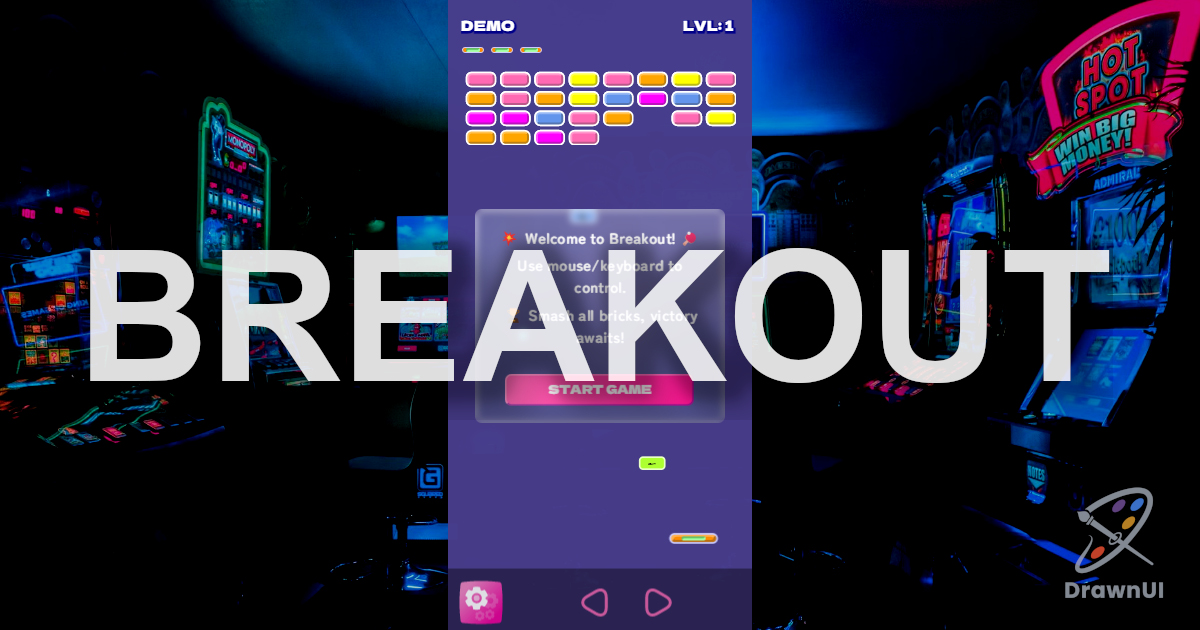 DEMO
LVL:1
HOT
SPOT
WIN BIG
MONEY!
ADMIRAL
MONOPOLY
Welcome to Breakout!
Use mouse/keyboard to
control.
Smash all bricks, victory
awaits!
BREAKOUT
START GAME
NOTES
DrawnUI